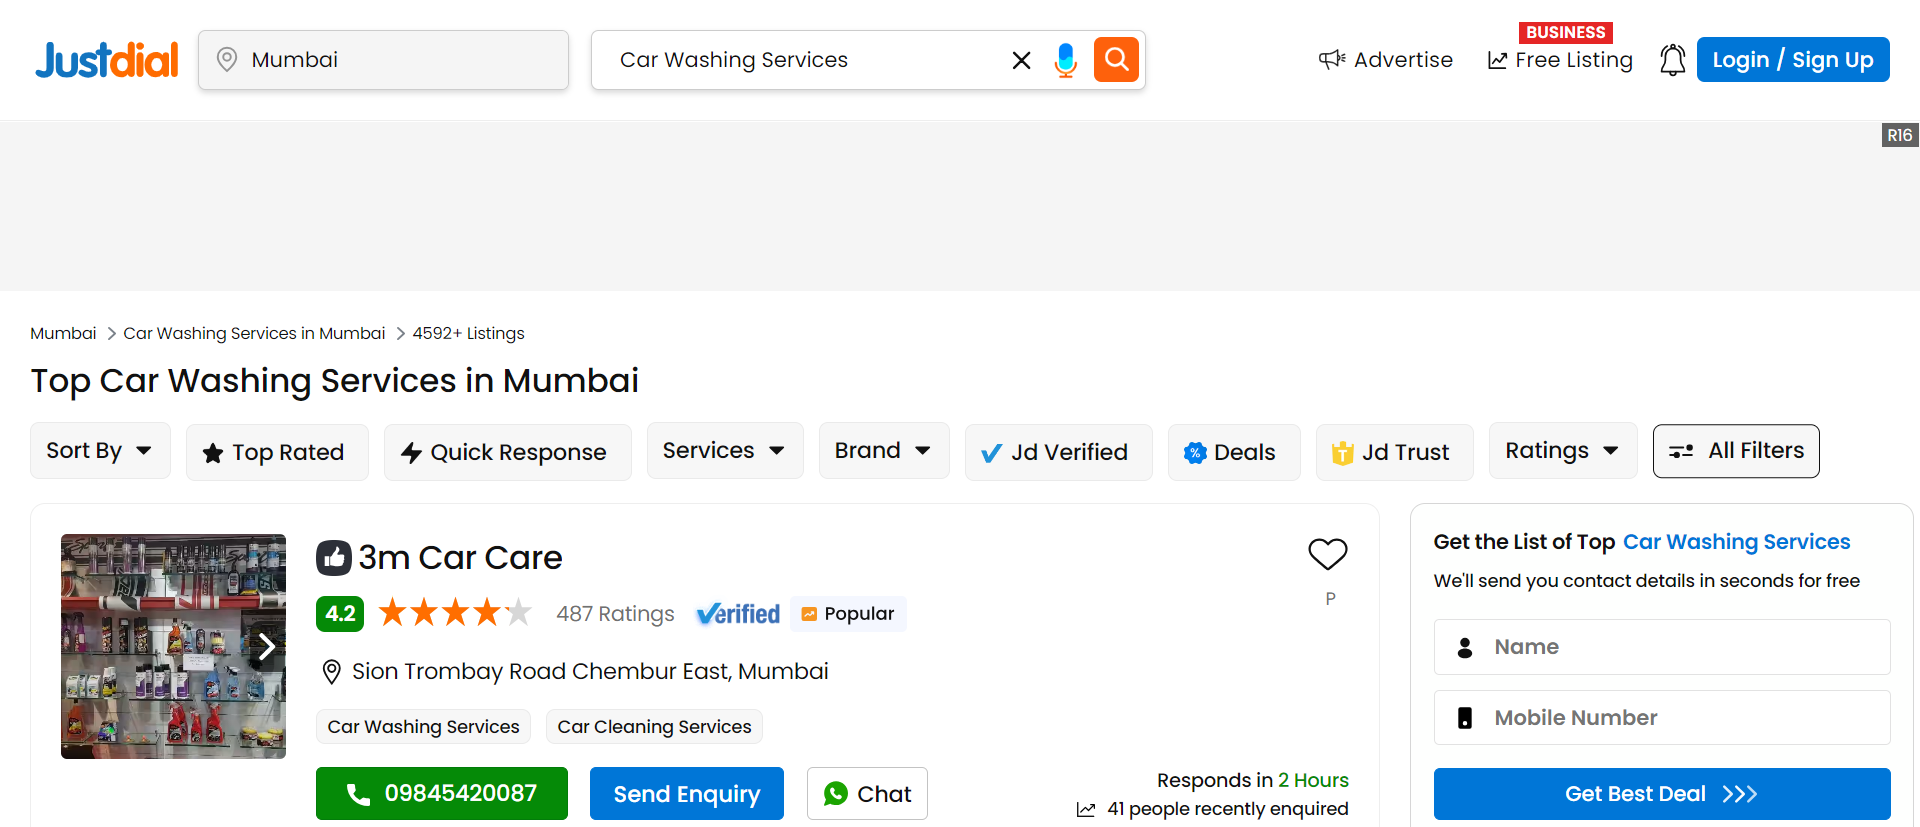 Justdial
Mumbai
Car Washing Services
Advertise
BUSINESS
Free Listing
Login / Sign Up
R16
Mumbai > Car Washing Services in Mumbai > 4592+ Listings
Top Car Washing Services in Mumbai
Sort By
Top Rated
Quick Response
Services
Brand
Jd Verified
Deals
Jd Trust
Ratings
All Filters
3m Car Care
4.2
487 Ratings
Verified
Popular
P
Sion Trombay Road Chembur East, Mumbai
Car Washing Services
Car Cleaning Services
09845420087
Send Enquiry
Chat
Responds in 2 Hours
41 people recently enquired
Get the List of Top Car Washing Services
We'll send you contact details in seconds for free
Name
Mobile Number
Get Best Deal